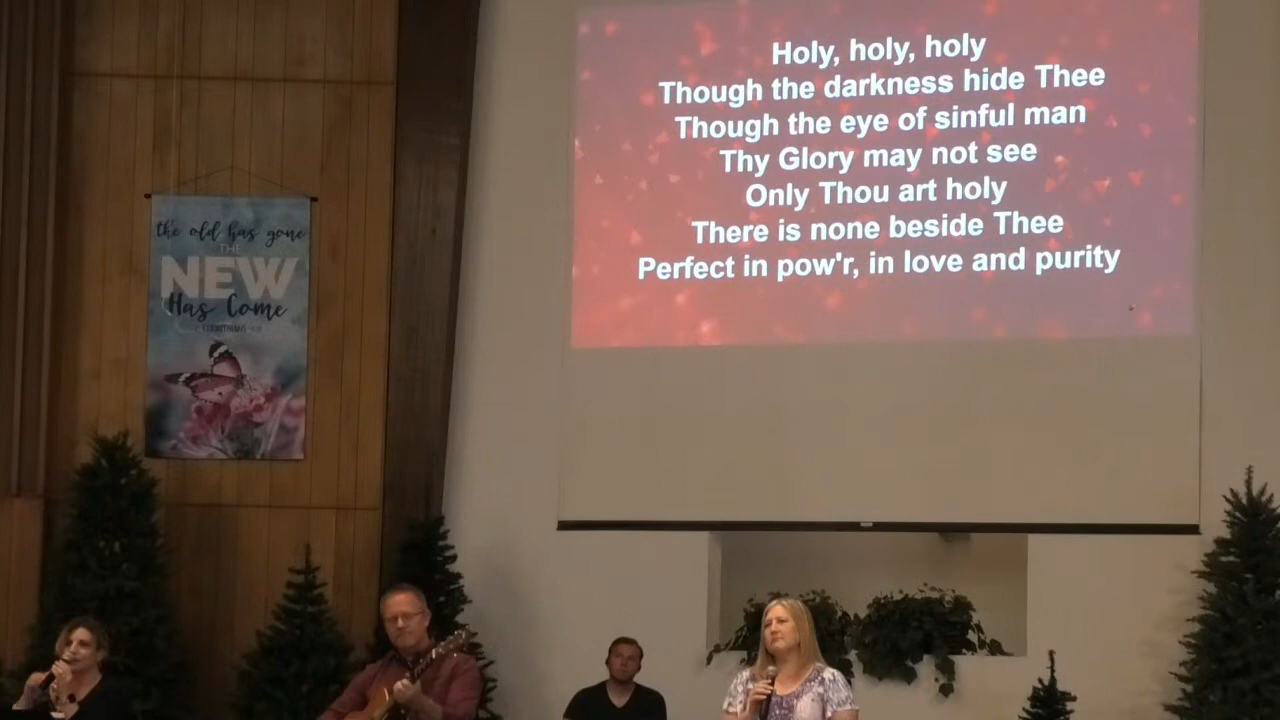 Holy, holy, holy
Though the darkness hide Thee
Though the eye of sinful man
Thy Glory may not see
Only Thou art holy
There is none beside Thee
Perfect in pow'r, in love and purity
the old has gone
THE
NEW
Has Come